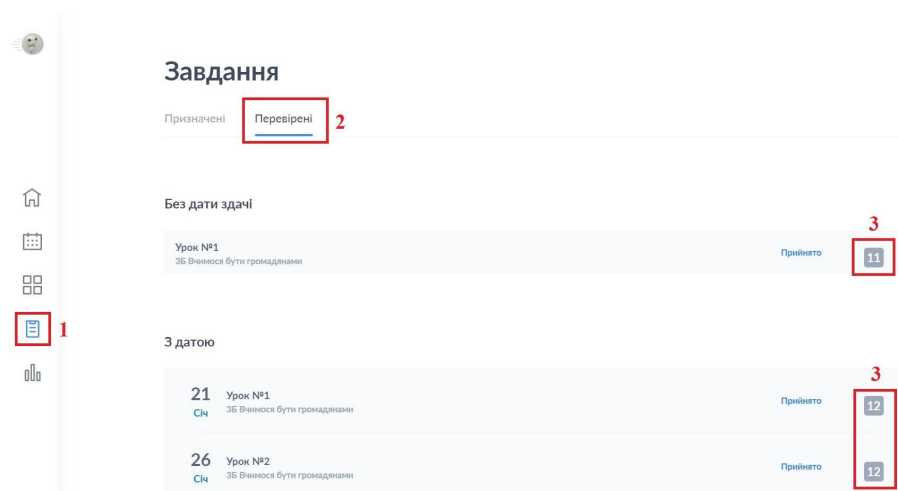 Завдання
Призначені
Перевірені
2
Без дати здачі
3
Урок №1
3Б Вчимося бути громадянами
Прийнято
11
1
З датою
3
21
Січ
Урок №1
3Б Вчимося бути громадянами
Прийнято
12
26
Січ
Урок №2
3Б Вчимося бути громадянами
Прийнято
12